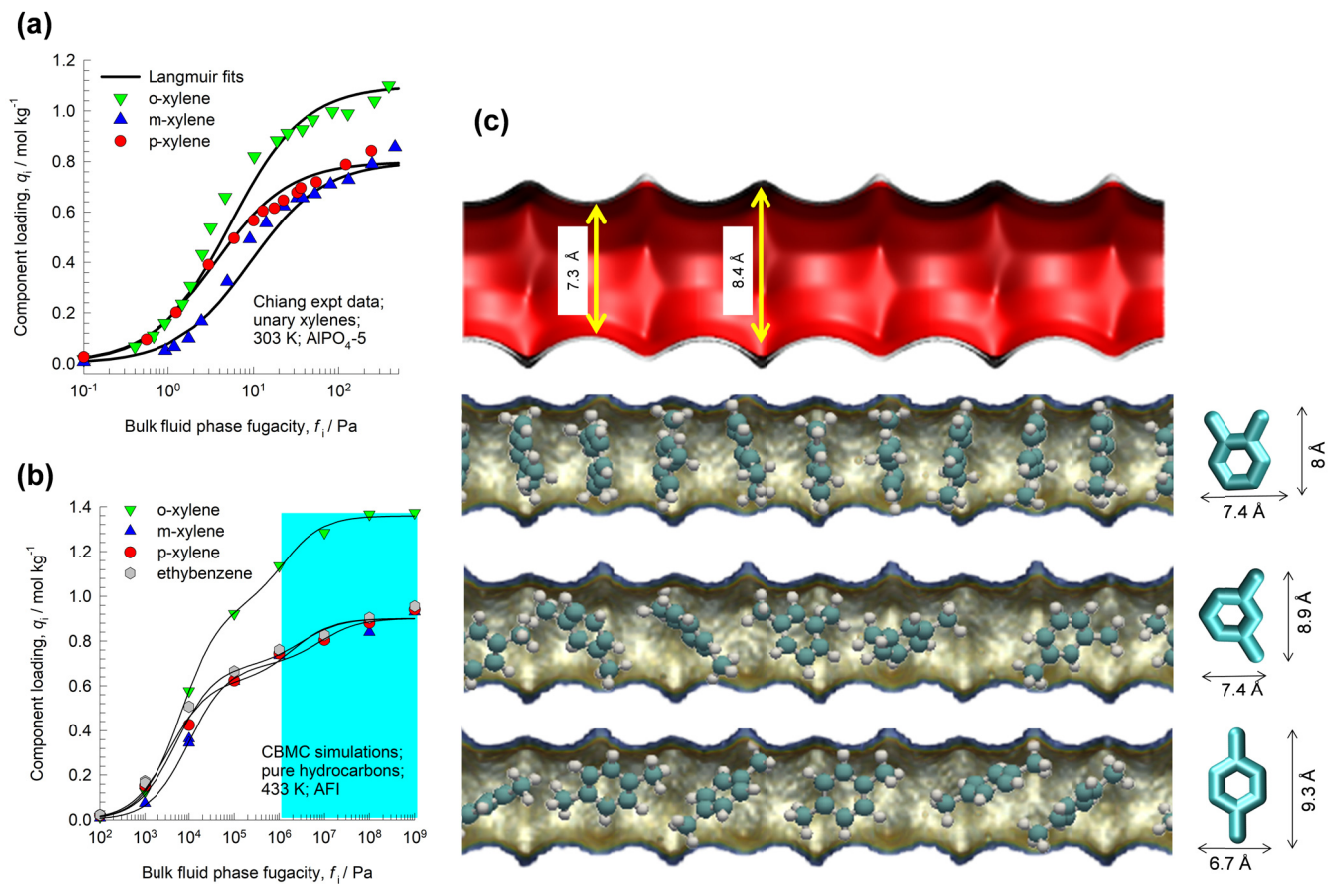 (a)
1.2
1.0
0.8
0.6
0.4
0.2
0.0
Component loading, qᵢ / mol kg⁻¹
Langmuir fits
o-xylene
m-xylene
p-xylene
Chiang expt data;
unary xylenes;
303 K; AlPO₄-5
10⁻¹ 10⁰ 10¹ 10²
Bulk fluid phase fugacity, fᵢ / Pa
(b)
1.4
1.2
1.0
0.8
0.6
0.4
0.2
0.0
Component loading, qᵢ / mol kg⁻¹
o-xylene
m-xylene
p-xylene
ethybenzene
CBMC simulations;
pure hydrocarbons;
433 K; AFI
10² 10³ 10⁴ 10⁵ 10⁶ 10⁷ 10⁸ 10⁹
Bulk fluid phase fugacity, fᵢ / Pa
(c)
7.3 Å
8.4 Å
8 Å
7.4 Å
8.9 Å
7.4 Å
9.3 Å
6.7 Å